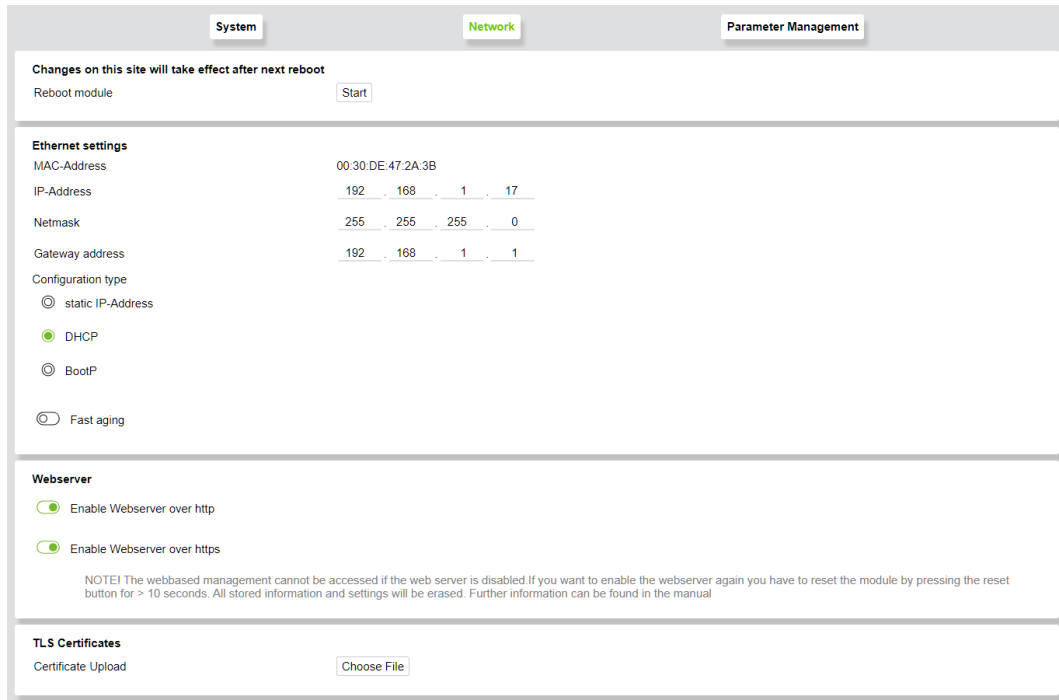 System Network Parameter Management
Changes on this site will take effect after next reboot
Reboot module Start
Ethernet settings
MAC-Address 00:30:DE:47:2A:3B
IP-Address 192 . 168 . 1 . 17
Netmask 255 . 255 . 255 . 0
Gateway address 192 . 168 . 1 . 1
Configuration type
static IP-Address
DHCP
BootP
Fast aging
Webserver
Enable Webserver over http
Enable Webserver over https
NOTE! The webbased management cannot be accessed if the web server is disabled.If you want to enable the webserver again you have to reset the module by pressing the reset
button for > 10 seconds. All stored information and settings will be erased. Further information can be found in the manual
TLS Certificates
Certificate Upload Choose File